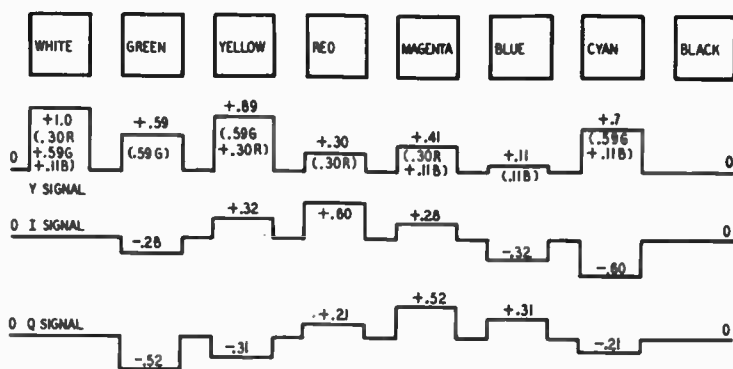 WHITE GREEN YELLOW RED MAGENTA BLUE CYAN BLACK
+1.0 (.30R +.59G +.11B)
+.59 (.59G)
+.89 (.59G +.30R)
+.30 (.30R)
+.41 (.30R +.11B)
+.11 (.11B)
+.7 (.59G +.11B)
0 0
Y SIGNAL
0 I SIGNAL -.28 +.32 +.60 +.28 -.32 -.60 0
0 Q SIGNAL -.52 -.31 +.21 +.52 +.31 -.21 0